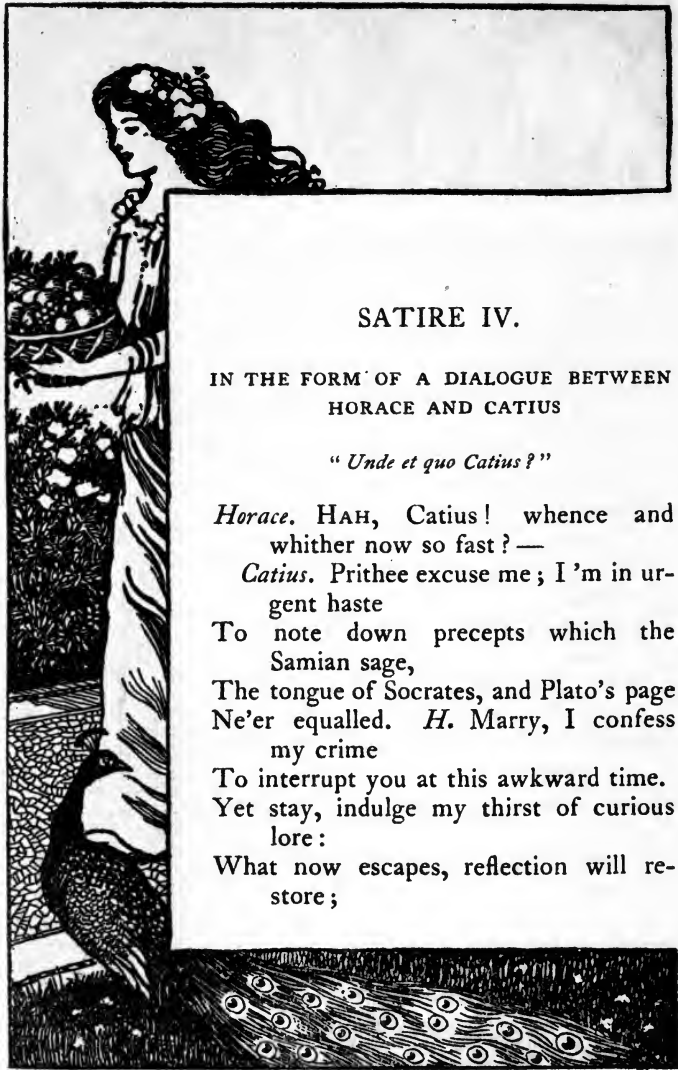 SATIRE IV.
IN THE FORM OF A DIALOGUE BETWEEN
HORACE AND CATIUS
“ Unde et quo Catius ? ”
Horace. HAH, Catius ! whence and
whither now so fast ? —
Catius. Prithee excuse me ; I 'm in ur-
gent haste
To note down precepts which the
Samian sage,
The tongue of Socrates, and Plato's page
Ne'er equalled. H. Marry, I confess
my crime
To interrupt you at this awkward time.
Yet stay, indulge my thirst of curious
lore :
What now escapes, reflection will re-
store ;